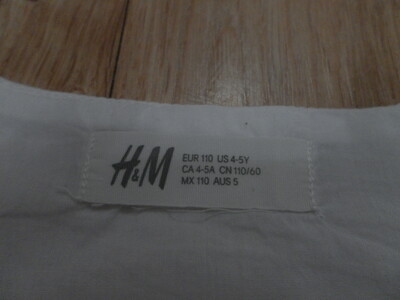 H&M
EUR 110 US 4-5Y
CA 4-5A CN 110/60
MX 110 AUS 5